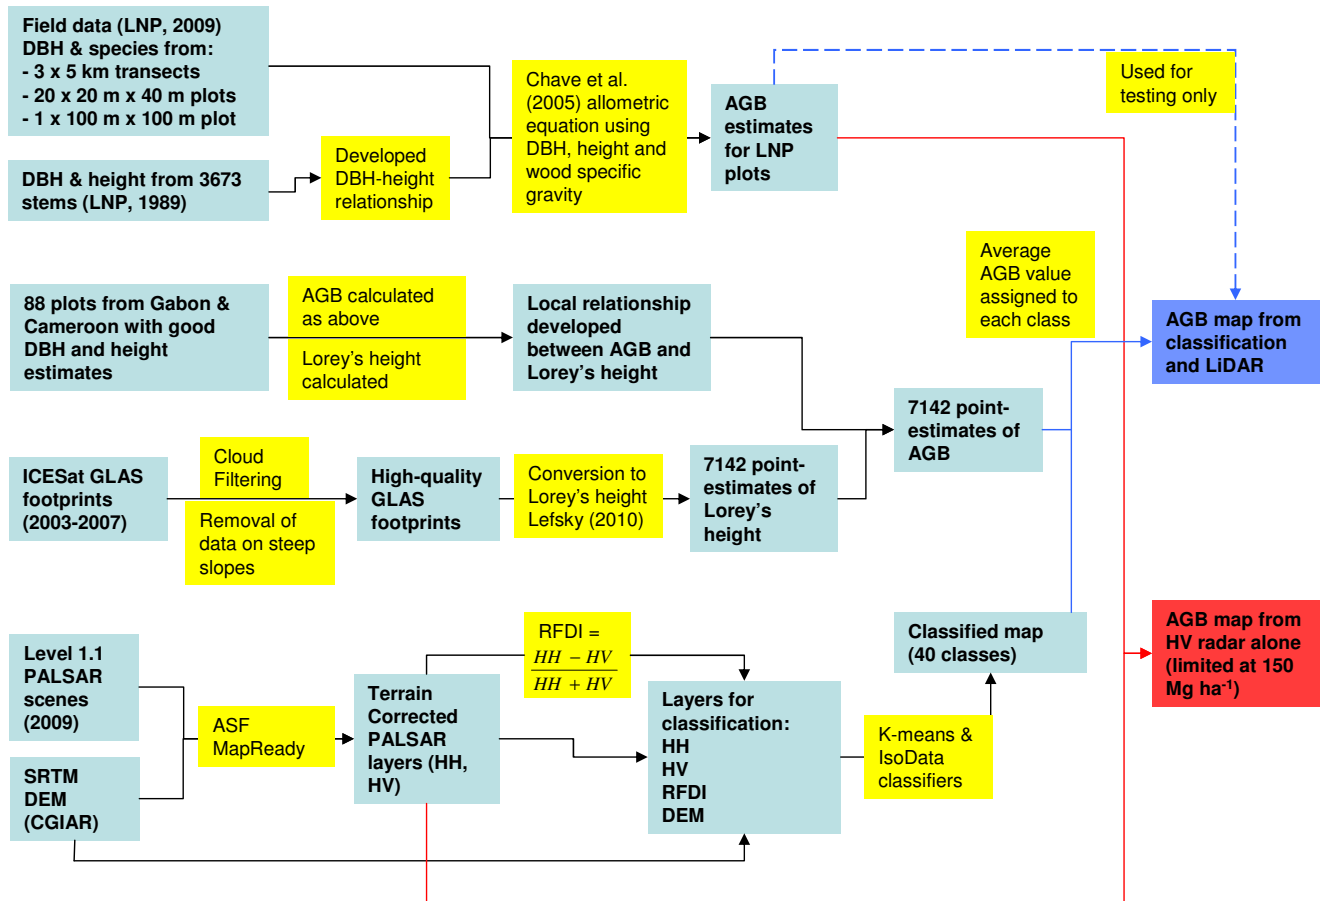 Field data (LNP, 2009)
DBH & species from:
- 3 x 5 km transects
- 20 x 20 m x 40 m plots
- 1 x 100 m x 100 m plot
DBH & height from 3673
stems (LNP, 1989)
Developed
DBH-height
relationship
Chave et al.
(2005) allometric
equation using
DBH, height and
wood specific
gravity
AGB
estimates
for LNP
plots
Used for
testing only
88 plots from Gabon &
Cameroon with good
DBH and height
estimates
AGB calculated
as above
Lorey's height
calculated
Local relationship
developed
between AGB and
Lorey's height
Average
AGB value
assigned to
each class
AGB map from
classification
and LiDAR
ICESat GLAS
footprints
(2003-2007)
Cloud
Filtering
Removal of
data on steep
slopes
High-quality
GLAS
footprints
Conversion to
Lorey's height
Lefsky (2010)
7142 point-
estimates of
Lorey's
height
7142 point-
estimates of
AGB
Level 1.1
PALSAR
scenes
(2009)
SRTM
DEM
(CGIAR)
ASF
MapReady
Terrain
Corrected
PALSAR
layers (HH,
HV)
RFDI =
HH − HV
HH + HV
Layers for
classification:
HH
HV
RFDI
DEM
K-means &
IsoData
classifiers
Classified map
(40 classes)
AGB map from
HV radar alone
(limited at 150
Mg ha⁻¹)